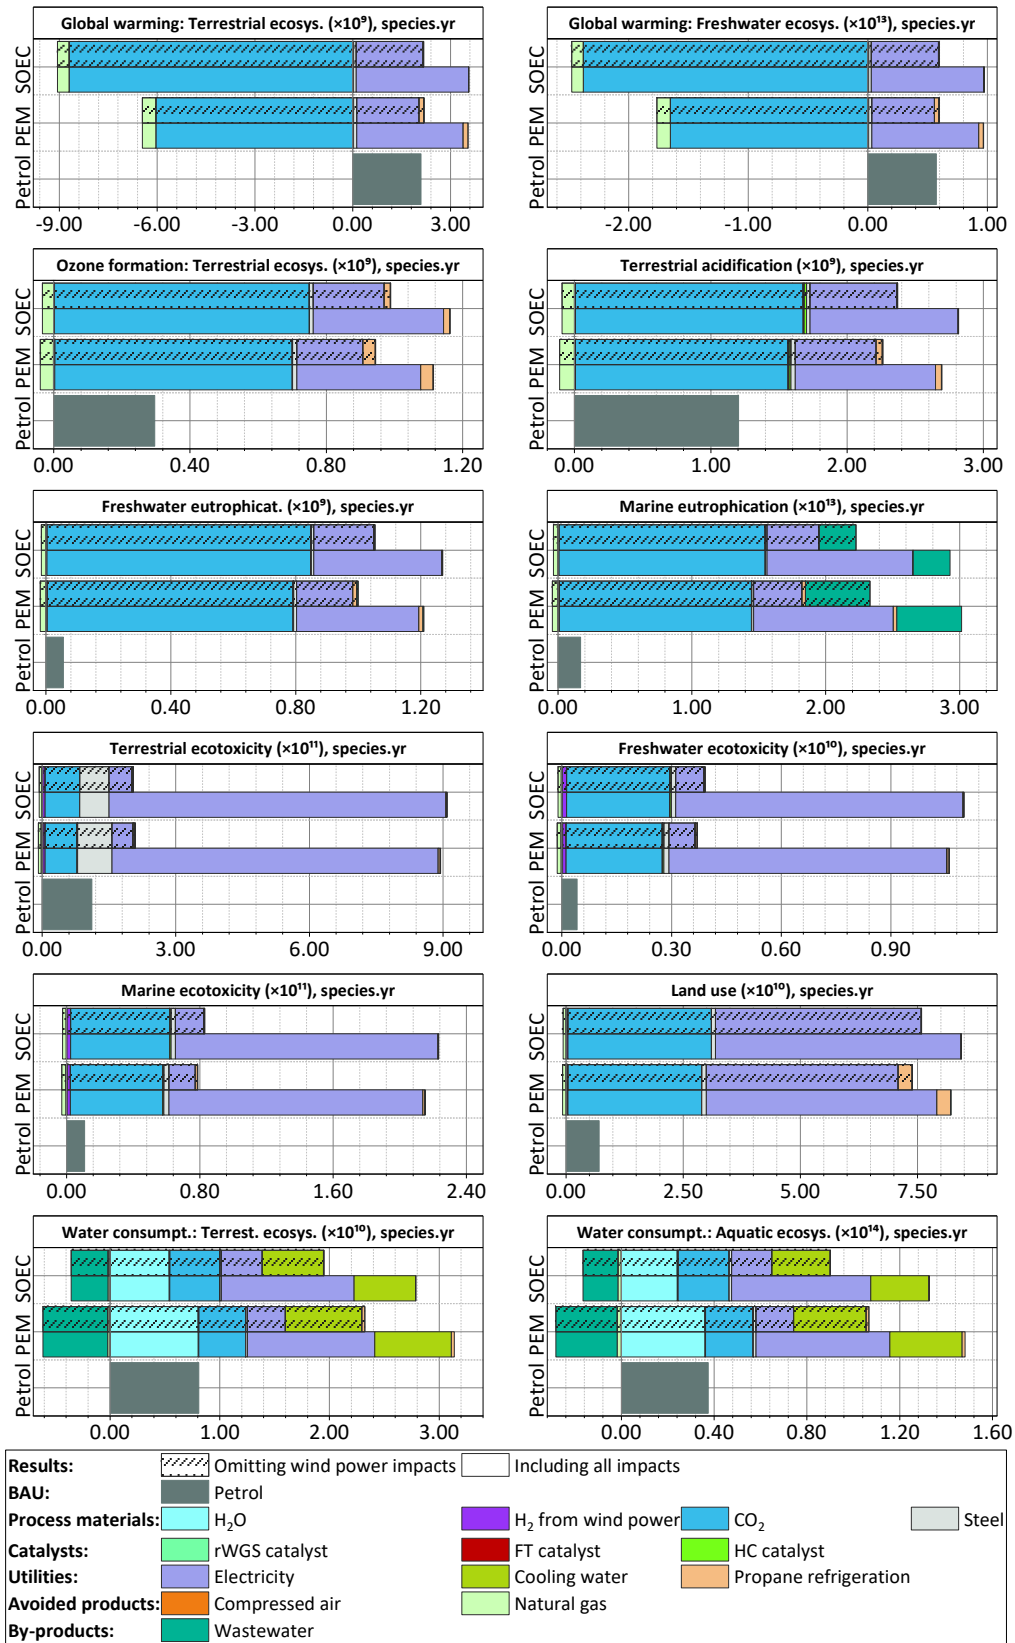 Global warming: Terrestrial ecosys. (×10⁹), species.yr
SOEC
PEM
Petrol
-9.00 -6.00 -3.00 0.00 3.00
Global warming: Freshwater ecosys. (×10¹³), species.yr
SOEC
PEM
Petrol
-2.00 -1.00 0.00 1.00
Ozone formation: Terrestrial ecosys. (×10⁹), species.yr
SOEC
PEM
Petrol
0.00 0.40 0.80 1.20
Terrestrial acidification (×10⁹), species.yr
SOEC
PEM
Petrol
0.00 1.00 2.00 3.00
Freshwater eutrophicat. (×10⁹), species.yr
SOEC
PEM
Petrol
0.00 0.40 0.80 1.20
Marine eutrophication (×10¹³), species.yr
SOEC
PEM
Petrol
0.00 1.00 2.00 3.00
Terrestrial ecotoxicity (×10¹¹), species.yr
SOEC
PEM
Petrol
0.00 3.00 6.00 9.00
Freshwater ecotoxicity (×10¹⁰), species.yr
SOEC
PEM
Petrol
0.00 0.30 0.60 0.90
Marine ecotoxicity (×10¹¹), species.yr
SOEC
PEM
Petrol
0.00 0.80 1.60 2.40
Land use (×10¹⁰), species.yr
SOEC
PEM
Petrol
0.00 2.50 5.00 7.50
Water consumpt.: Terrest. ecosys. (×10¹⁰), species.yr
SOEC
PEM
Petrol
0.00 1.00 2.00 3.00
Water consumpt.: Aquatic ecosys. (×10¹⁴), species.yr
SOEC
PEM
Petrol
0.00 0.40 0.80 1.20 1.60
Results: Omitting wind power impacts Including all impacts
BAU: Petrol
Process materials: H₂O H₂ from wind power CO₂ Steel
Catalysts: rWGS catalyst FT catalyst HC catalyst
Utilities: Electricity Cooling water Propane refrigeration
Avoided products: Compressed air Natural gas
By-products: Wastewater